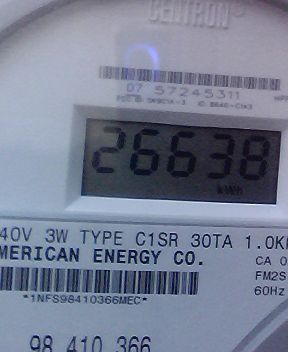 CENTRON®
07 57245311
26638
kWh
40V 3W TYPE C1SR 30TA 1.0K
MERICAN ENERGY CO.
CA 0
FM2S
60Hz
*1NFS98410366MEC*
98 410 366